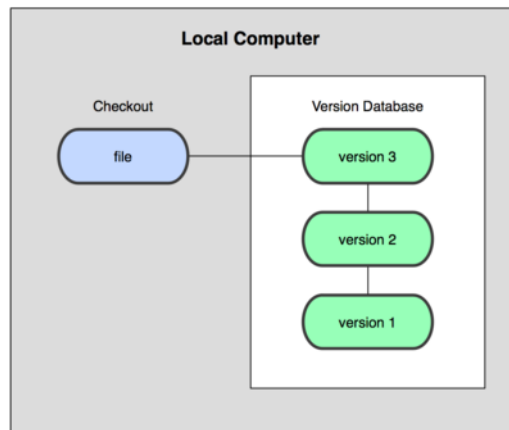 Local Computer
Checkout
Version Database
file
version 3
version 2
version 1